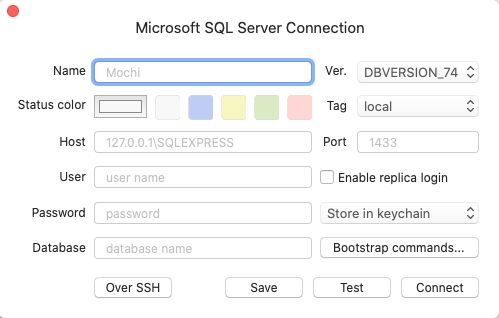 Microsoft SQL Server Connection
Name Mochi Ver. DBVERSION_74
Status color Tag local
Host 127.0.0.1\SQLEXPRESS Port 1433
User user name Enable replica login
Password password Store in keychain
Database database name Bootstrap commands...
Over SSH Save Test Connect